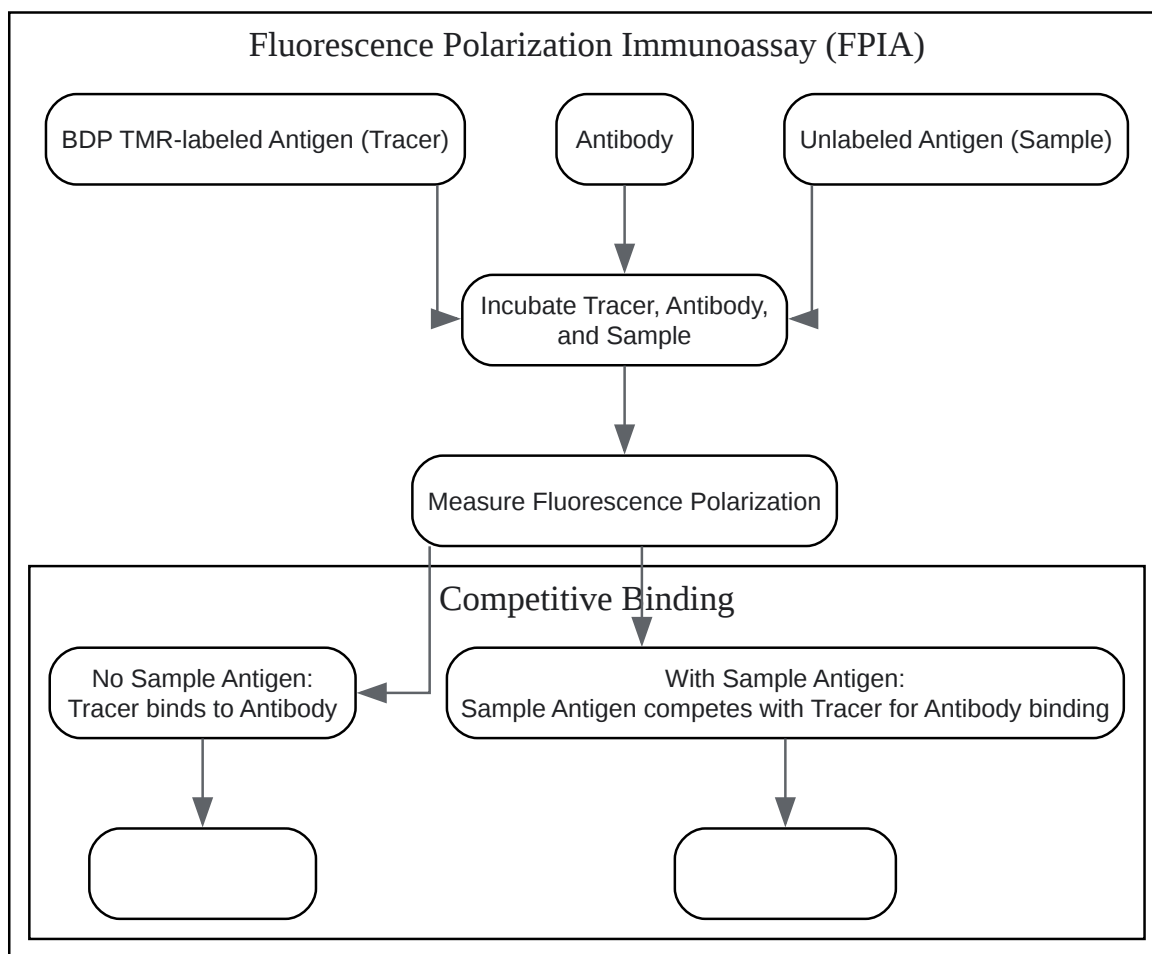 Fluorescence Polarization Immunoassay (FPIA)
BDP TMR-labeled Antigen (Tracer)
Antibody
Unlabeled Antigen (Sample)
Incubate Tracer, Antibody,
and Sample
Measure Fluorescence Polarization
Competitive Binding
No Sample Antigen:
Tracer binds to Antibody
With Sample Antigen:
Sample Antigen competes with Tracer for Antibody binding